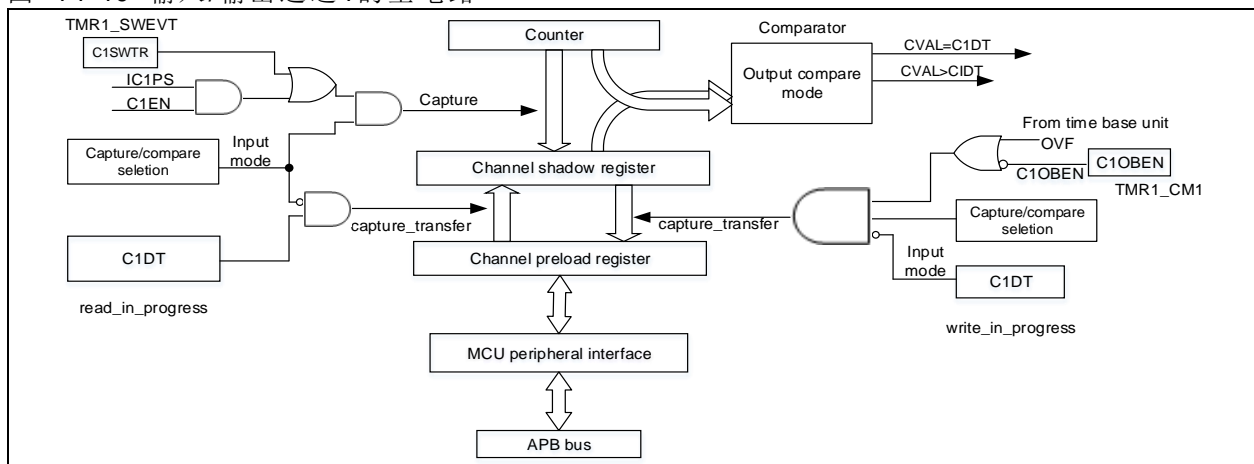 TMR1_SWEVT
C1SWTR
IC1PS
C1EN
Capture/compare
seletion
Input
mode
C1DT
read_in_progress
Capture
capture_transfer
Counter
Channel shadow register
Channel preload register
MCU peripheral interface
APB bus
Comparator
Output compare
mode
CVAL=C1DT
CVAL>CIDT
From time base unit
OVF
C1OBEN
C1OBEN
TMR1_CM1
capture_transfer
Capture/compare
seletion
Input
mode
C1DT
write_in_progress